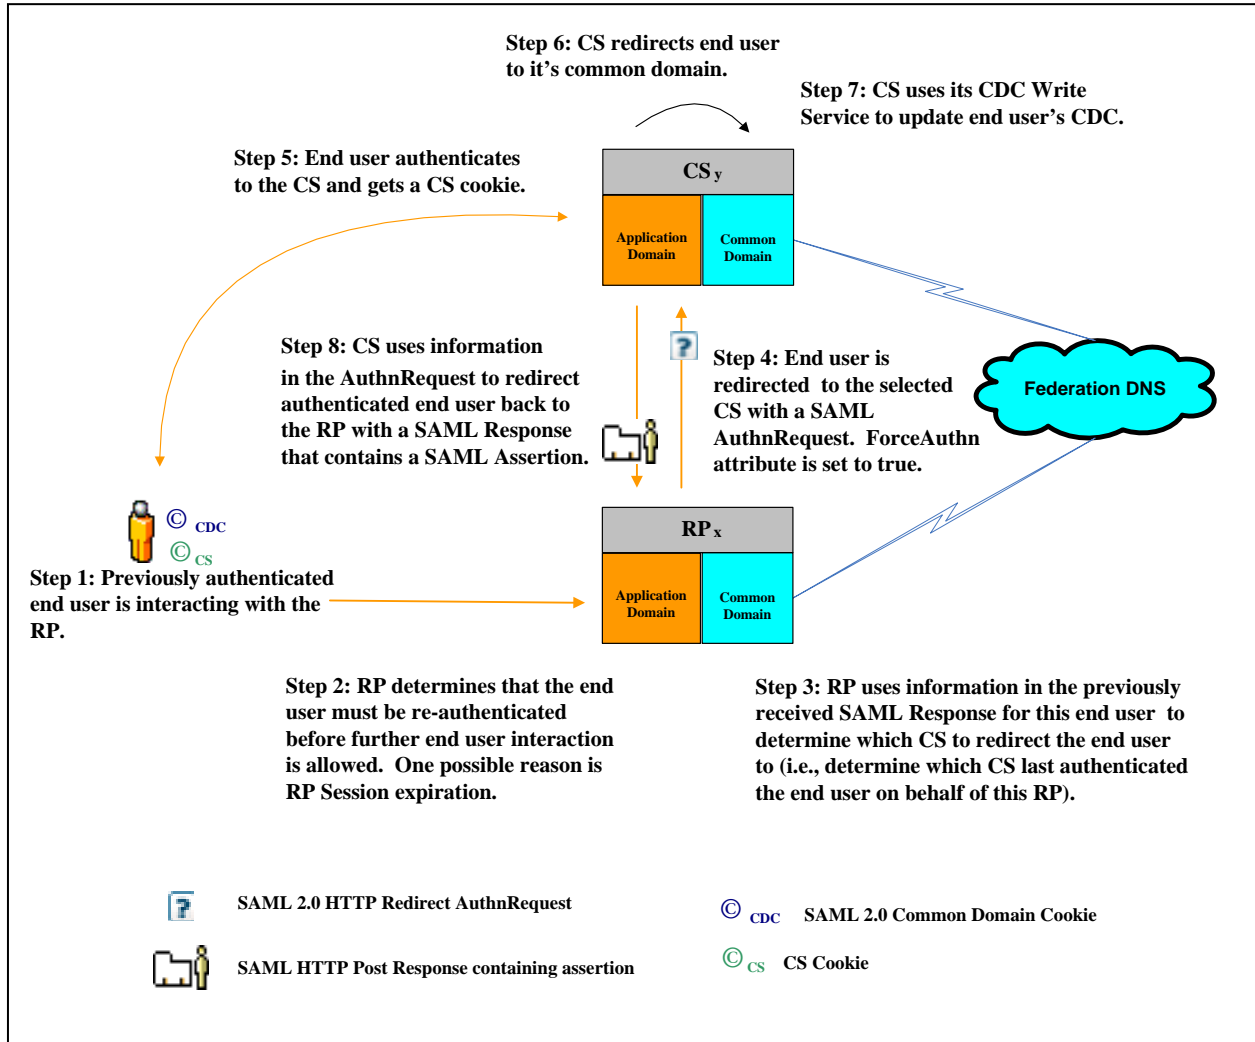 Step 6: CS redirects end user
to it's common domain.
Step 7: CS uses its CDC Write
Service to update end user's CDC.
Step 5: End user authenticates
to the CS and gets a CS cookie.
CS y
Application
Domain
Common
Domain
Step 8: CS uses information
in the AuthnRequest to redirect
authenticated end user back to
the RP with a SAML Response
that contains a SAML Assertion.
?
Step 4: End user is
redirected to the selected
CS with a SAML
AuthnRequest. ForceAuthn
attribute is set to true.
Federation DNS
© CDC
© CS
Step 1: Previously authenticated
end user is interacting with the
RP.
RP x
Application
Domain
Common
Domain
Step 2: RP determines that the end
user must be re-authenticated
before further end user interaction
is allowed. One possible reason is
RP Session expiration.
Step 3: RP uses information in the previously
received SAML Response for this end user to
determine which CS to redirect the end user
to (i.e., determine which CS last authenticated
the end user on behalf of this RP).
? SAML 2.0 HTTP Redirect AuthnRequest
© CDC SAML 2.0 Common Domain Cookie
SAML HTTP Post Response containing assertion
© CS CS Cookie